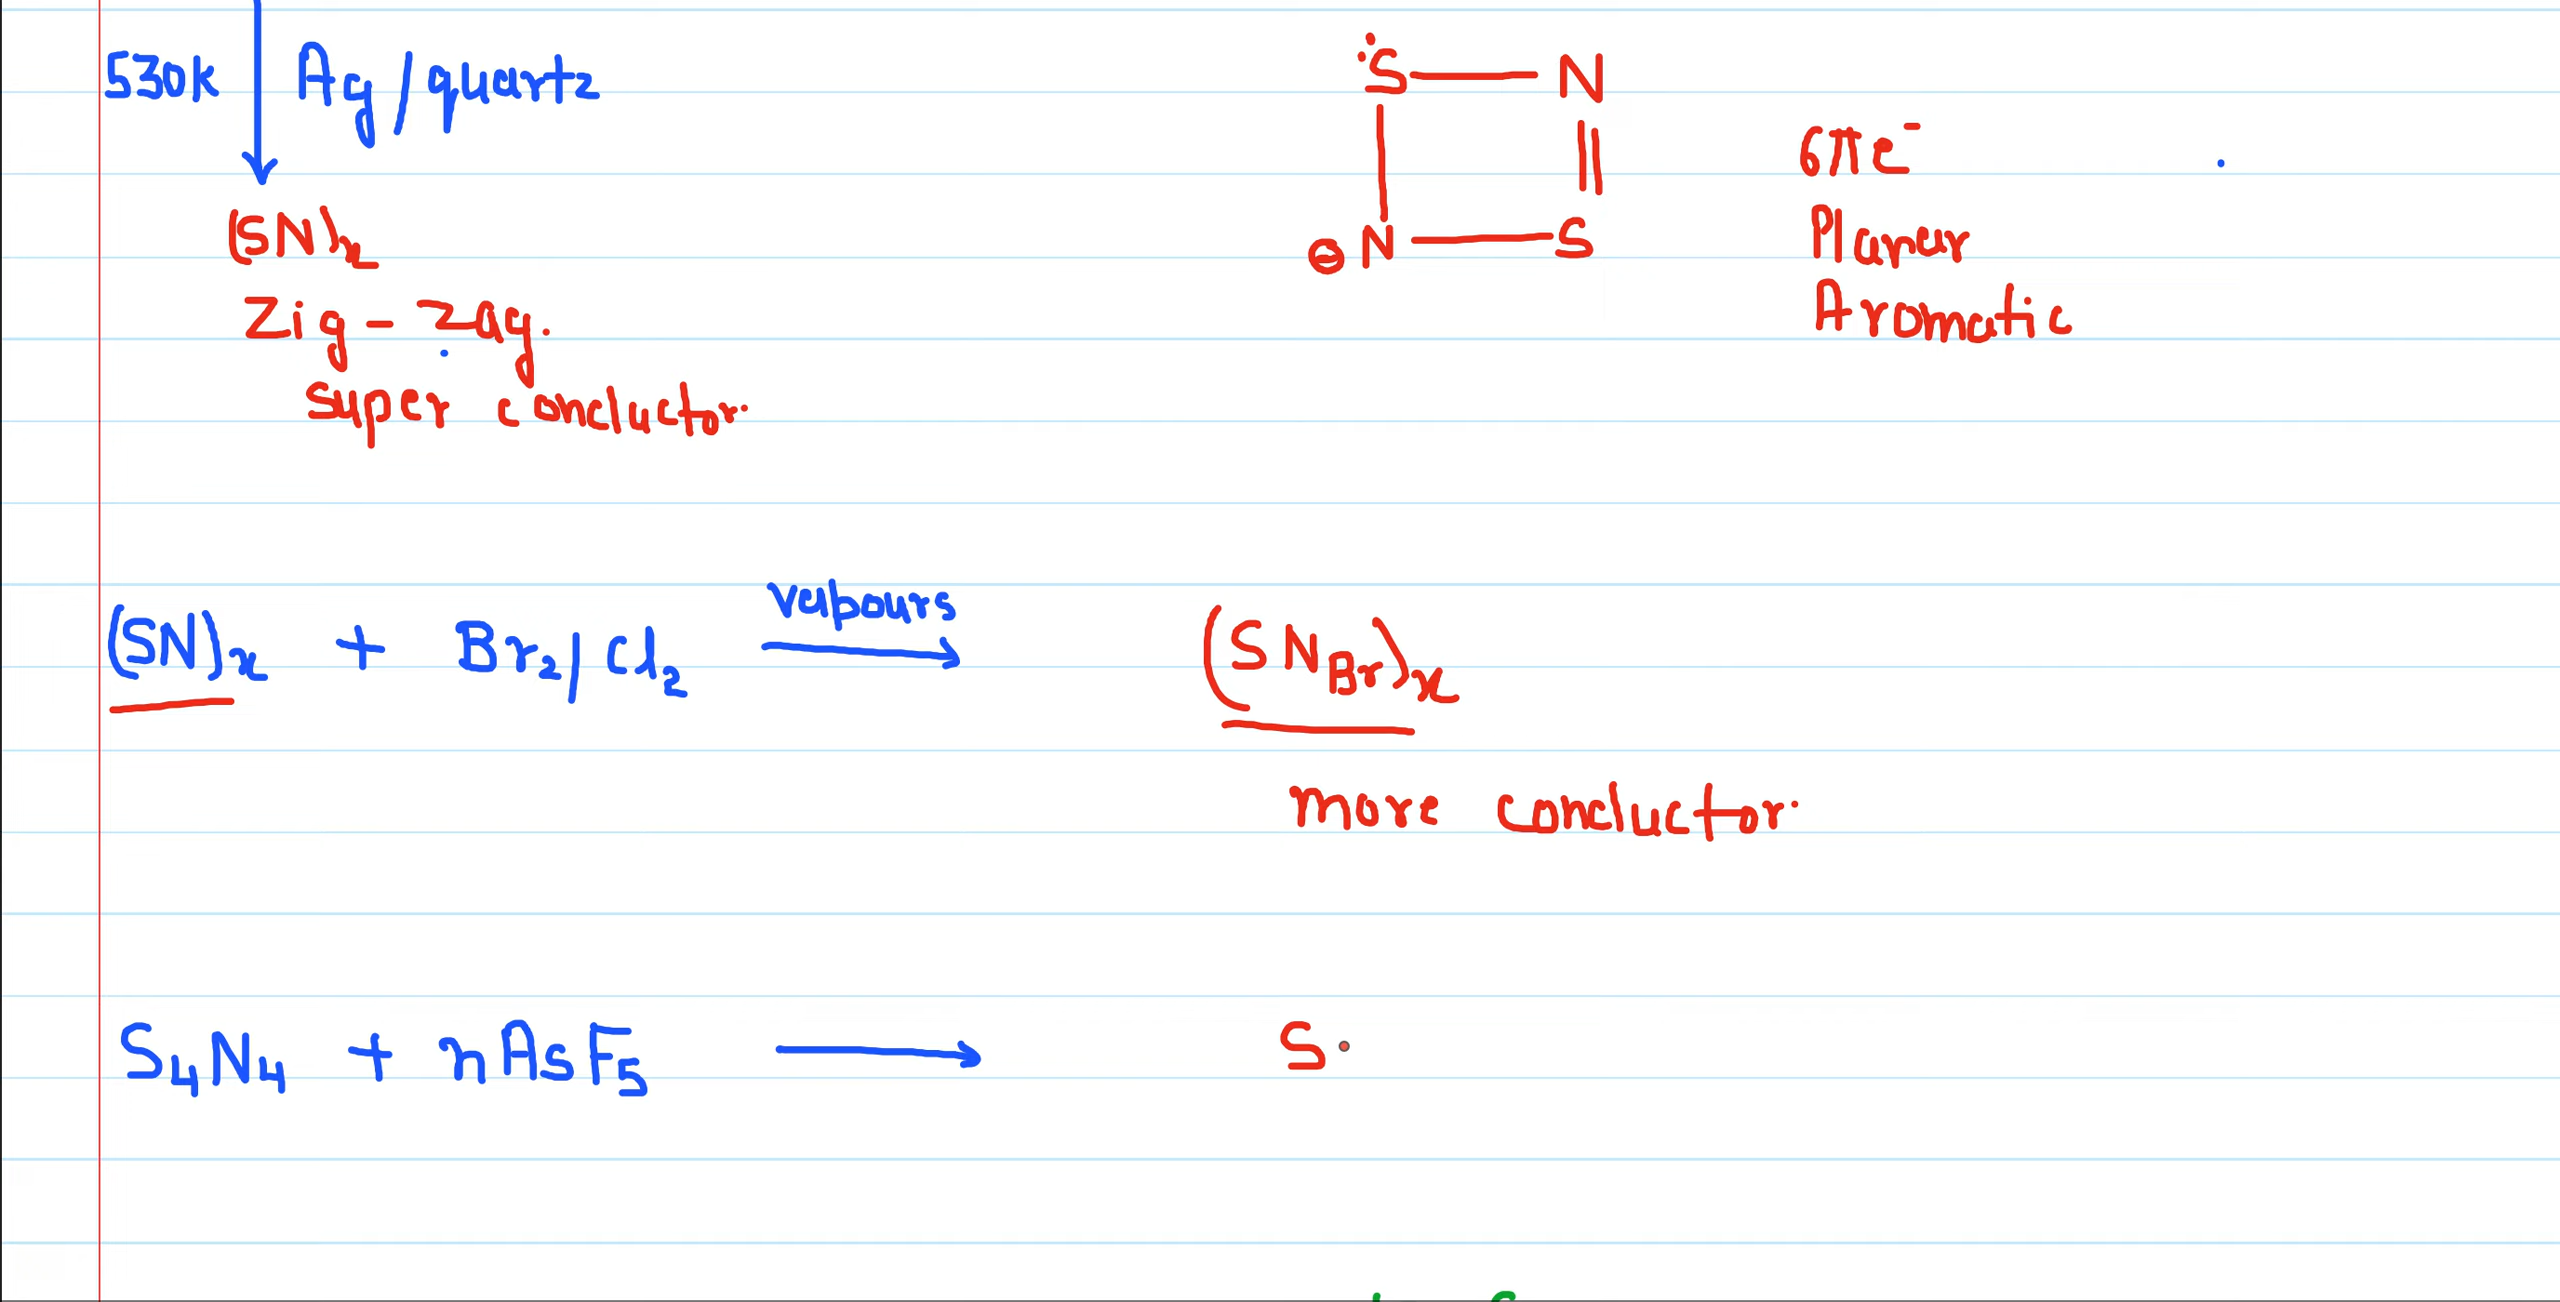 530k Ag/quartz
(SN)x
Zig-zag.
super conductor.
:S — N
⊖ N — S
6πe⁻
Planar
Aromatic
(SN)x + Br₂/Cl₂ vapours → (SNBr)x
more conductor.
S₄N₄ + nAsF₅ → S